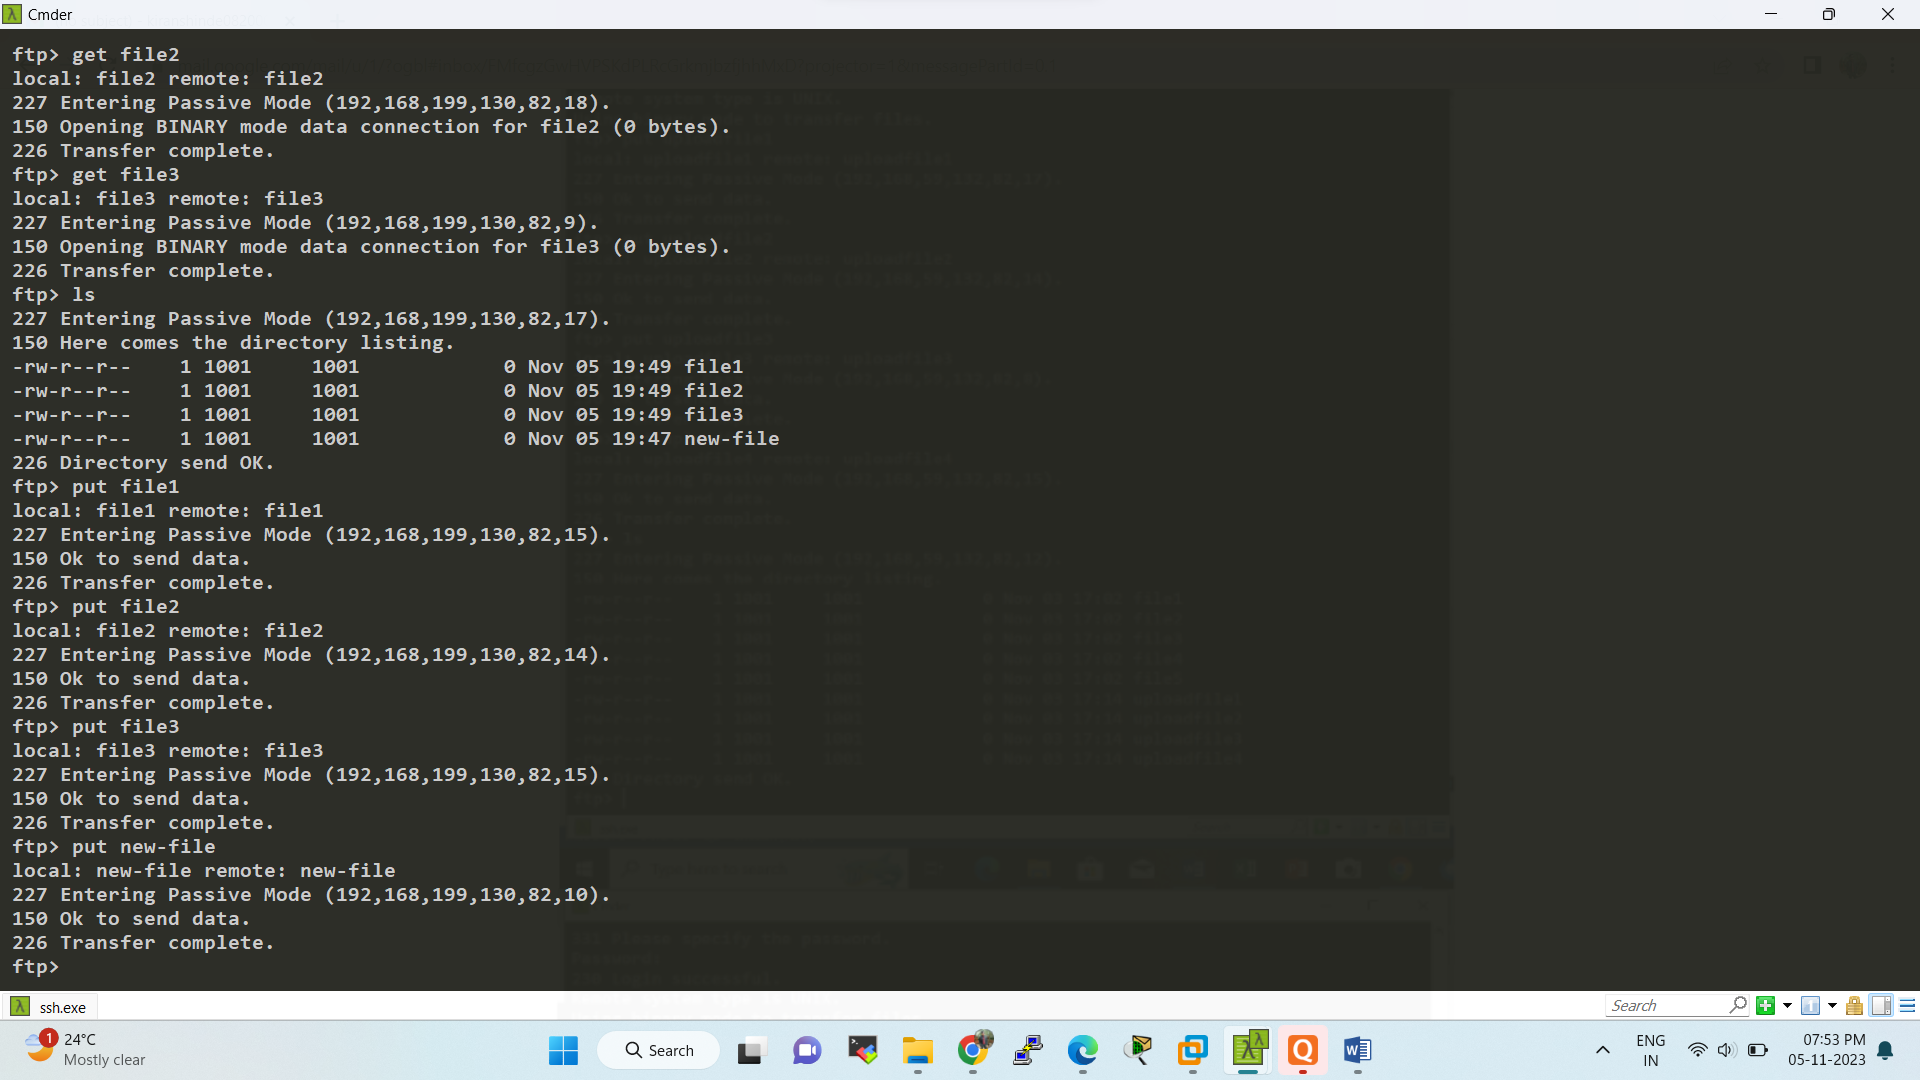 Cmder
ftp> get file2
local: file2 remote: file2
227 Entering Passive Mode (192,168,199,130,82,18).
150 Opening BINARY mode data connection for file2 (0 bytes).
226 Transfer complete.
ftp> get file3
local: file3 remote: file3
227 Entering Passive Mode (192,168,199,130,82,9).
150 Opening BINARY mode data connection for file3 (0 bytes).
226 Transfer complete.
ftp> ls
227 Entering Passive Mode (192,168,199,130,82,17).
150 Here comes the directory listing.
-rw-r--r--    1 1001     1001            0 Nov 05 19:49 file1
-rw-r--r--    1 1001     1001            0 Nov 05 19:49 file2
-rw-r--r--    1 1001     1001            0 Nov 05 19:49 file3
-rw-r--r--    1 1001     1001            0 Nov 05 19:47 new-file
226 Directory send OK.
ftp> put file1
local: file1 remote: file1
227 Entering Passive Mode (192,168,199,130,82,15).
150 Ok to send data.
226 Transfer complete.
ftp> put file2
local: file2 remote: file2
227 Entering Passive Mode (192,168,199,130,82,14).
150 Ok to send data.
226 Transfer complete.
ftp> put file3
local: file3 remote: file3
227 Entering Passive Mode (192,168,199,130,82,15).
150 Ok to send data.
226 Transfer complete.
ftp> put new-file
local: new-file remote: new-file
227 Entering Passive Mode (192,168,199,130,82,10).
150 Ok to send data.
226 Transfer complete.
ftp>
ssh.exe
Search
1
24°C
Mostly clear
Search
ENG
IN
07:53 PM
05-11-2023